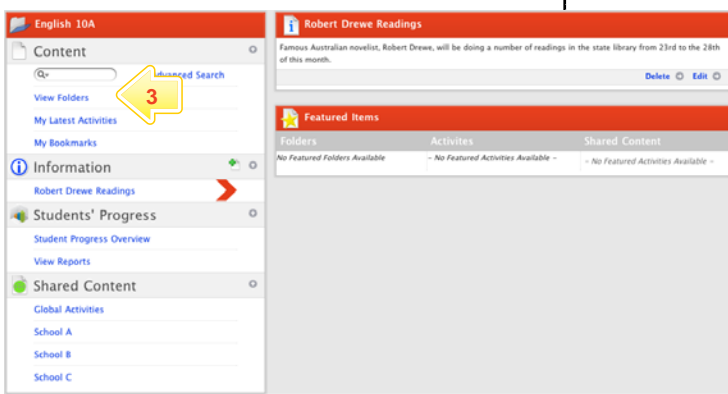 English 10A
Content
Advanced Search
View Folders
3
My Latest Activities
My Bookmarks
Information
Robert Drewe Readings
Students' Progress
Student Progress Overview
View Reports
Shared Content
Global Activities
School A
School B
School C
Robert Drewe Readings
Famous Australian novelist, Robert Drewe, will be doing a number of readings in the state library from 23rd to the 28th
of this month.
Delete Edit
Featured Items
Folders Activites Shared Content
No Featured Folders Available - No Featured Activities Available - - No Featured Activities Available -